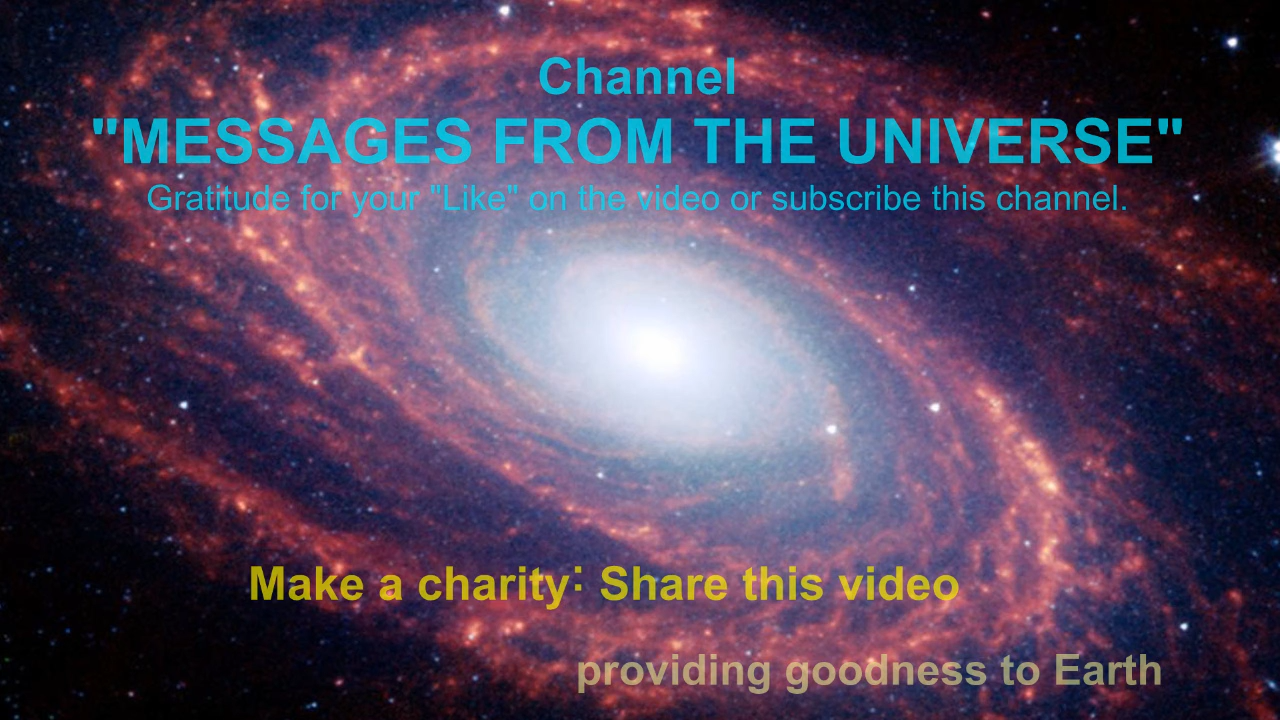 Channel
"MESSAGES FROM THE UNIVERSE"
Gratitude for your "Like" on the video or subscribe this channel.
Make a charity: Share this video
providing goodness to Earth